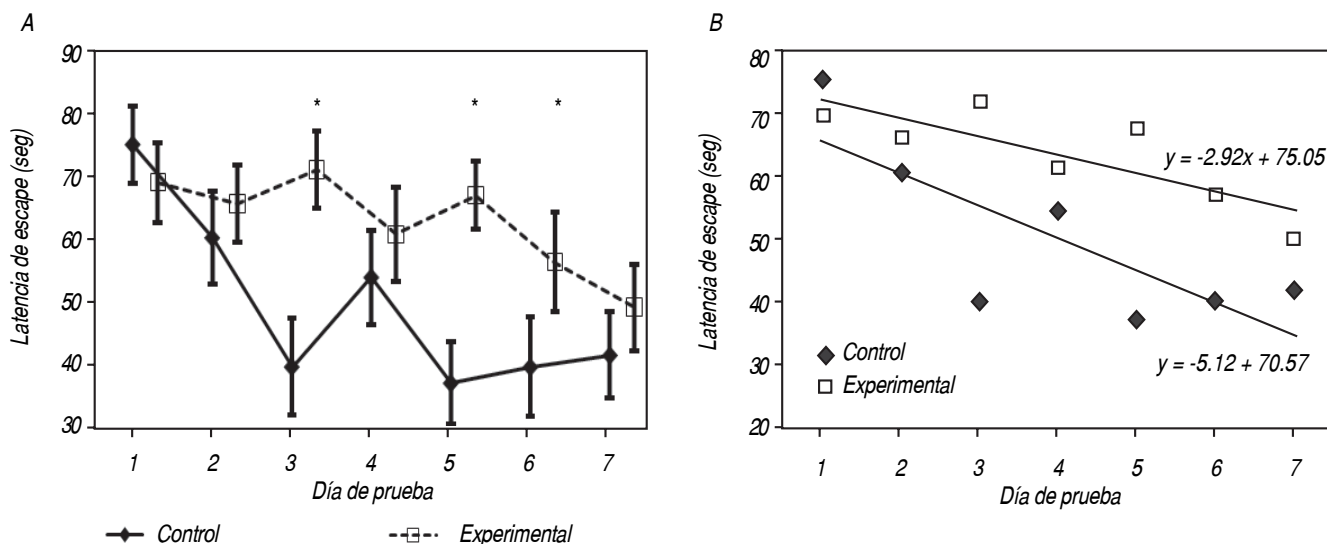 A
Latencia de escape (seg)
90
80
70
60
50
40
30
* * *
1 2 3 4 5 6 7
Día de prueba
Control Experimental
B
Latencia de escape (seg)
80
70
60
50
40
30
20
y = -2.92x + 75.05
Control
Experimental
y = -5.12 + 70.57
1 2 3 4 5 6 7
Día de prueba